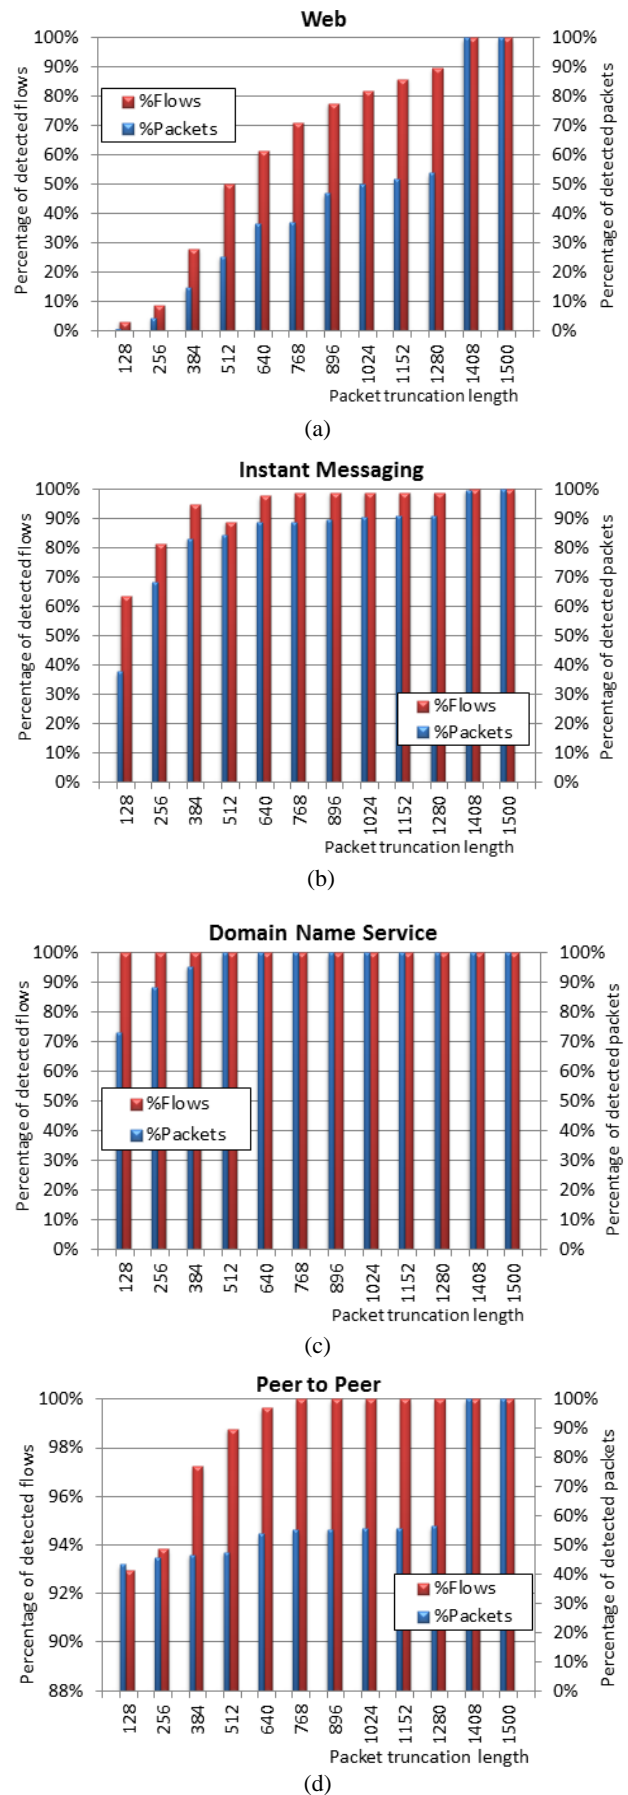 Web
Percentage of detected flows
100%
90%
80%
70%
60%
50%
40%
30%
20%
10%
0%
%Flows
%Packets
100%
90%
80%
70%
60%
50%
40%
30%
20%
10%
0%
Percentage of detected packets
128 256 384 512 640 768 896 1024 1152 1280 1408 1500
Packet truncation length
(a)
Instant Messaging
Percentage of detected flows
100%
90%
80%
70%
60%
50%
40%
30%
20%
10%
0%
%Flows
%Packets
100%
90%
80%
70%
60%
50%
40%
30%
20%
10%
0%
Percentage of detected packets
128 256 384 512 640 768 896 1024 1152 1280 1408 1500
Packet truncation length
(b)
Domain Name Service
Percentage of detected flows
100%
90%
80%
70%
60%
50%
40%
30%
20%
10%
0%
%Flows
%Packets
100%
90%
80%
70%
60%
50%
40%
30%
20%
10%
0%
Percentage of detected packets
128 256 384 512 640 768 896 1024 1152 1280 1408 1500
Packet truncation length
(c)
Peer to Peer
Percentage of detected flows
100%
98%
96%
94%
92%
90%
88%
%Flows
%Packets
100%
90%
80%
70%
60%
50%
40%
30%
20%
10%
0%
Percentage of detected packets
128 256 384 512 640 768 896 1024 1152 1280 1408 1500
Packet truncation length
(d)